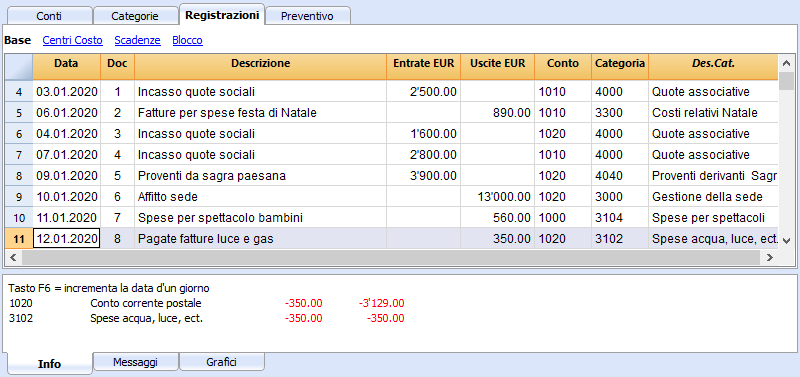 Conti Categorie Registrazioni Preventivo
Base Centri Costo Scadenze Blocco
Data Doc Descrizione Entrate EUR Uscite EUR Conto Categoria Des.Cat.
4 03.01.2020 1 Incasso quote sociali 2'500.00 1010 4000 Quote associative
5 06.01.2020 2 Fatture per spese festa di Natale 890.00 1010 3300 Costi relativi Natale
6 04.01.2020 3 Incasso quote sociali 1'600.00 1020 4000 Quote associative
7 07.01.2020 4 Incasso quote sociali 2'800.00 1010 4000 Quote associative
8 09.01.2020 5 Proventi da sagra paesana 3'900.00 1020 4040 Proventi derivanti Sagr
9 10.01.2020 6 Affitto sede 13'000.00 1020 3000 Gestione della sede
10 11.01.2020 7 Spese per spettacolo bambini 560.00 1000 3104 Spese per spettacoli
11 12.01.2020 8 Pagate fatture luce e gas 350.00 1020 3102 Spese acqua, luce, ect.
Tasto F6 = incrementa la data d'un giorno
1020 Conto corrente postale -350.00 -3'129.00
3102 Spese acqua, luce, ect. -350.00 -350.00
Info Messaggi Grafici